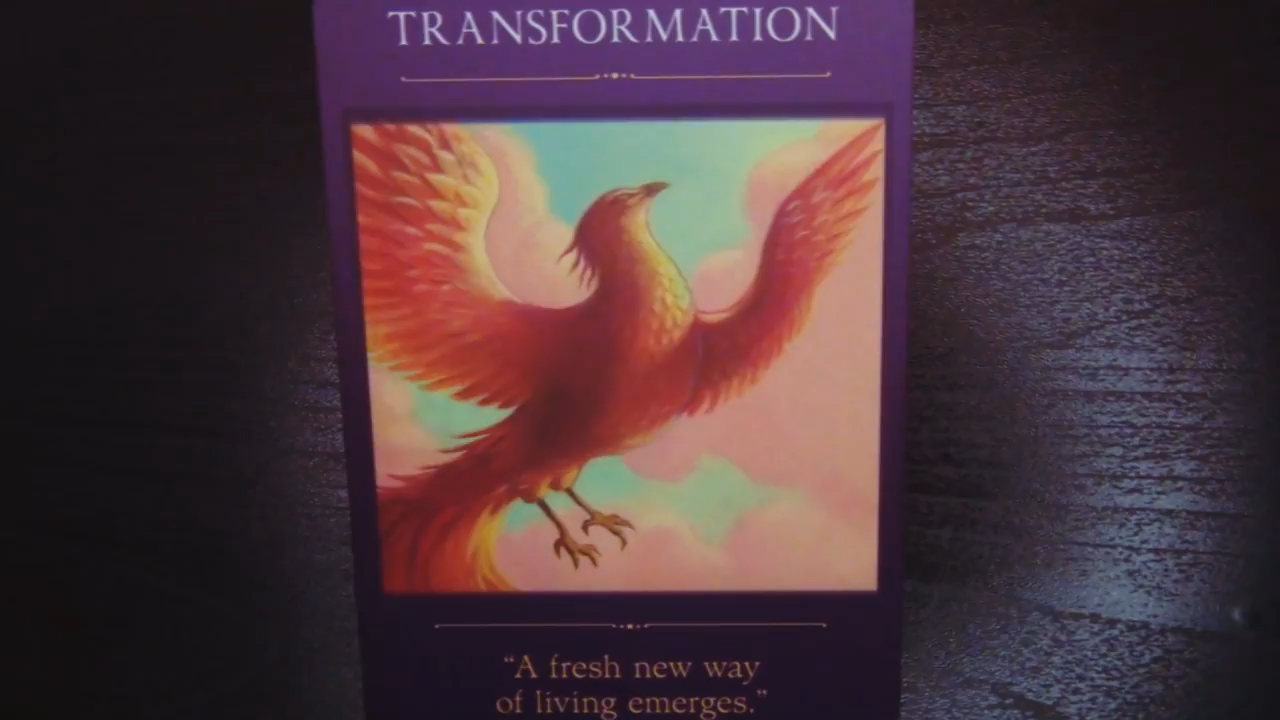 TRANSFORMATION
“A fresh new way
of living emerges.”